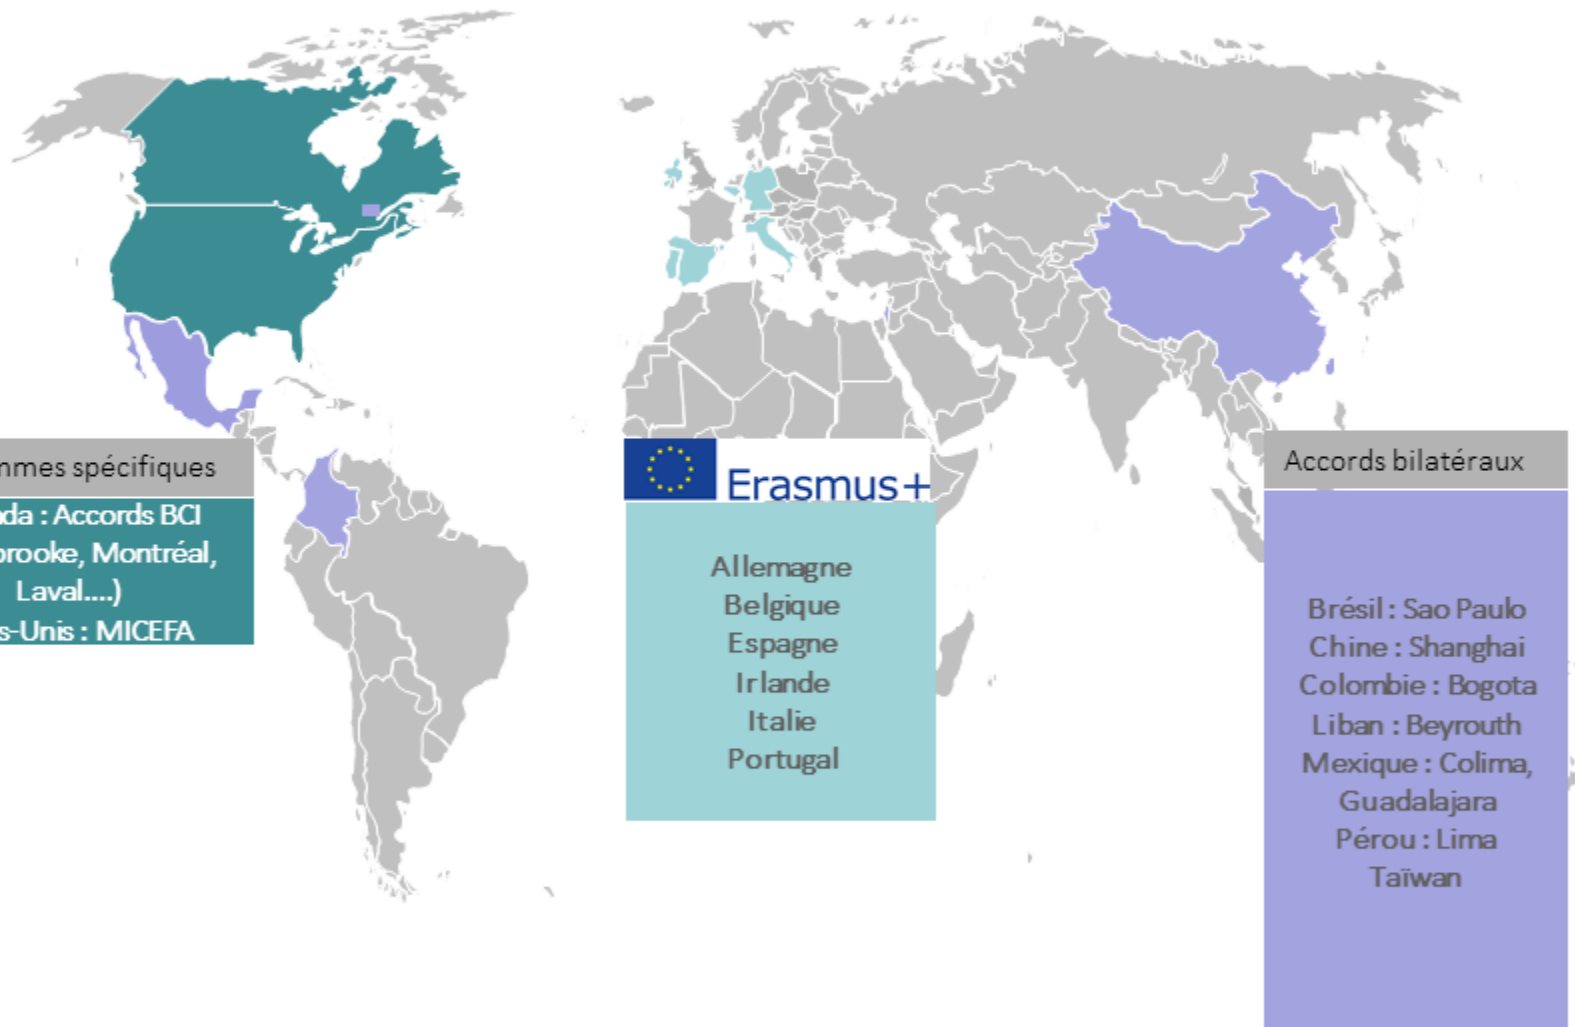 mmes spécifiques
da : Accords BCI
brooke, Montréal,
Laval....)
s-Unis : MICEFA
Erasmus+
Allemagne
Belgique
Espagne
Irlande
Italie
Portugal
Accords bilatéraux
Brésil : Sao Paulo
Chine : Shanghai
Colombie : Bogota
Liban : Beyrouth
Mexique : Colima,
Guadalajara
Pérou : Lima
Taïwan